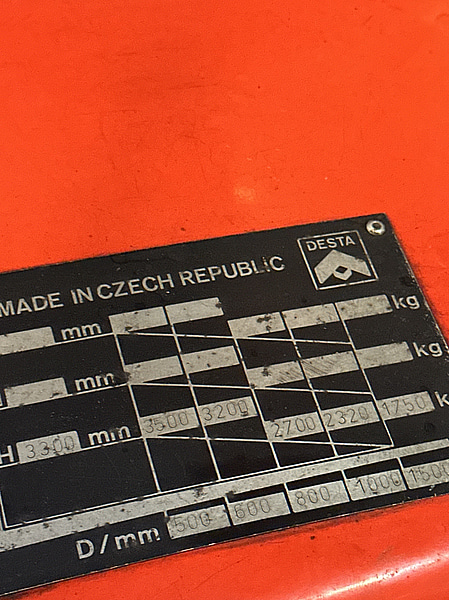 DESTA
MADE IN CZECH REPUBLIC
mm kg
mm kg
H 3300 mm 3500 3200 2700 2320 1750 k
D/mm 500 600 800 1000 1500